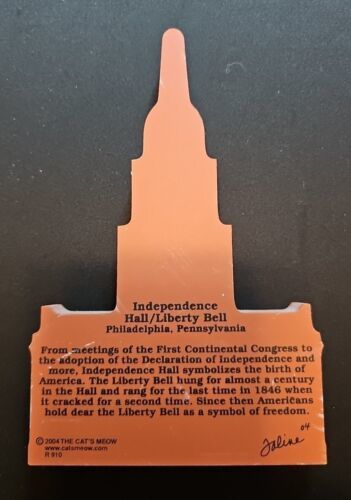 Independence
Hall/Liberty Bell
Philadelphia, Pennsylvania
From meetings of the First Continental Congress to
the adoption of the Declaration of Independence and
more, Independence Hall symbolizes the birth of
America. The Liberty Bell hung for almost a century
in the Hall and rang for the last time in 1846 when
it cracked for a second time. Since then Americans
hold dear the Liberty Bell as a symbol of freedom.
© 2004 THE CAT'S MEOW
www.catsmeow.com
R 910
Faline 04